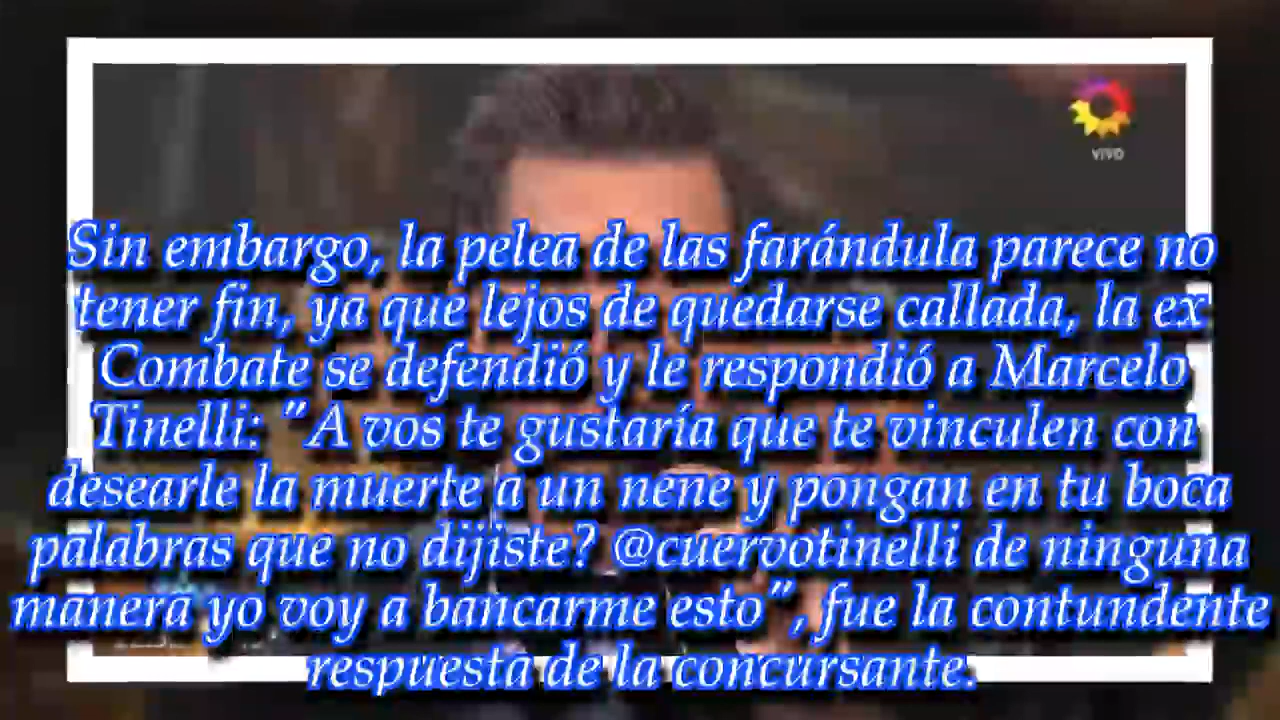 VIVO
Sin embargo, la pelea de las farándula parece no
tener fin, ya que lejos de quedarse callada, la ex
Combate se defendió y le respondió a Marcelo
Tinelli: "A vos te gustaría que te vinculen con
desearle la muerte a un nene y pongan en tu boca
palabras que no dijiste? @cuervotinelli de ninguna
manera yo voy a bancarme esto", fue la contundente
respuesta de la concursante.